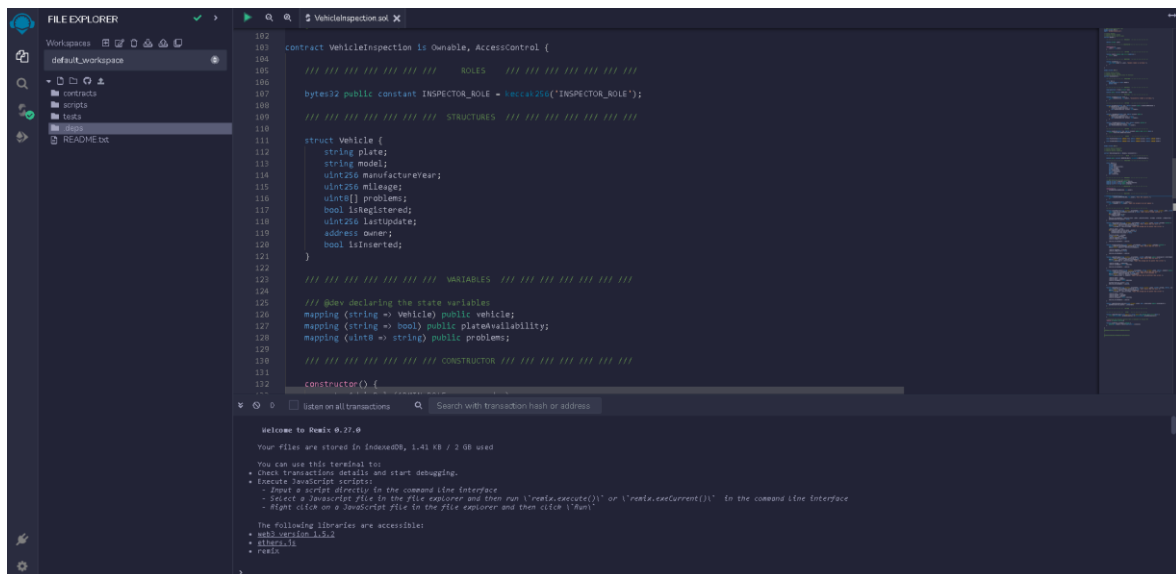 FILE EXPLORER
Workspaces
default_workspace
contracts
scripts
tests
deps
README.txt
VehicleInspection.sol
102
103 contract VehicleInspection is Ownable, AccessControl {
104
105 /// /// /// /// /// /// /// ROLES /// /// /// /// /// /// ///
106
107 bytes32 public constant INSPECTOR_ROLE = keccak256('INSPECTOR_ROLE');
108
109 /// /// /// /// /// /// /// STRUCTURES /// /// /// /// /// /// ///
110
111 struct Vehicle {
112 string plate;
113 string model;
114 uint256 manufactureYear;
115 uint256 mileage;
116 uint8[] problems;
117 bool isRegistered;
118 uint256 lastUpdate;
119 address owner;
120 bool isInserted;
121 }
122
123 /// /// /// /// /// /// /// VARIABLES /// /// /// /// /// /// ///
124
125 /// @dev declaring the state variables
126 mapping (string => Vehicle) public vehicle;
127 mapping (string => bool) public plateAvailability;
128 mapping (uint8 => string) public problems;
129
130 /// /// /// /// /// /// /// CONSTRUCTOR /// /// /// /// /// /// ///
131
132 constructor() {
0 listen on all transactions Search with transaction hash or address
Welcome to Remix 0.27.0
Your files are stored in indexedDB, 1.41 KB / 2 GB used
You can use this terminal to:
• Check transactions details and start debugging.
• Execute JavaScript scripts:
- Input a script directly in the command line interface
- Select a Javascript file in the file explorer and then run \`remix.execute()\` or \`remix.exeCurrent()\` in the command line interface
- Right click on a JavaScript file in the file explorer and then click \`Run\`
The following libraries are accessible:
• web3 version 1.5.2
• ethers.js
• remix
>